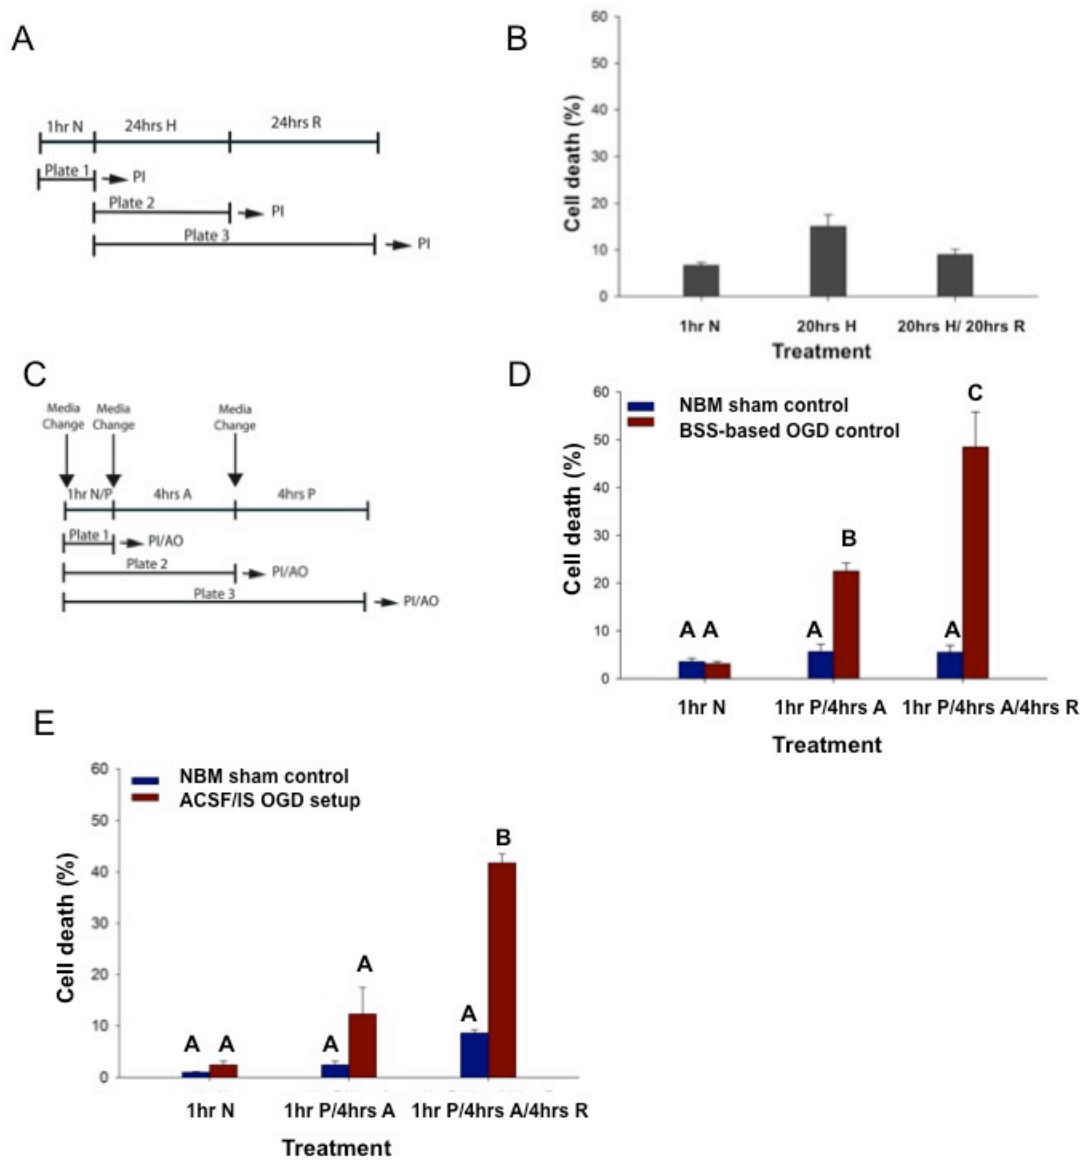 A
1hr N
24hrs H
24hrs R
Plate 1
PI
Plate 2
PI
Plate 3
PI
B
60
50
40
30
20
10
0
Cell death (%)
1hr N
20hrs H
20hrs H/ 20hrs R
Treatment
C
Media
Change
Media
Change
Media
Change
1hr N/P
4hrs A
4hrs P
Plate 1
PI/AO
Plate 2
PI/AO
Plate 3
PI/AO
D
60
50
40
30
20
10
0
Cell death (%)
NBM sham control
BSS-based OGD control
A A
A
B
A
C
1hr N
1hr P/4hrs A
1hr P/4hrs A/4hrs R
Treatment
E
60
50
40
30
20
10
0
Cell death (%)
NBM sham control
ACSF/IS OGD setup
A
A
A
A
A
B
1hr N
1hr P/4hrs A
1hr P/4hrs A/4hrs R
Treatment